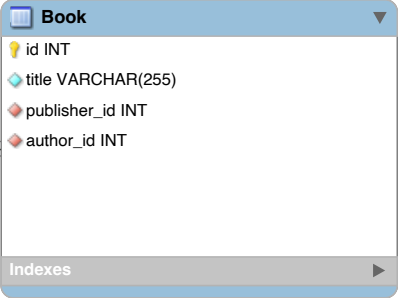 Book
id INT
title VARCHAR(255)
publisher_id INT
author_id INT
Indexes